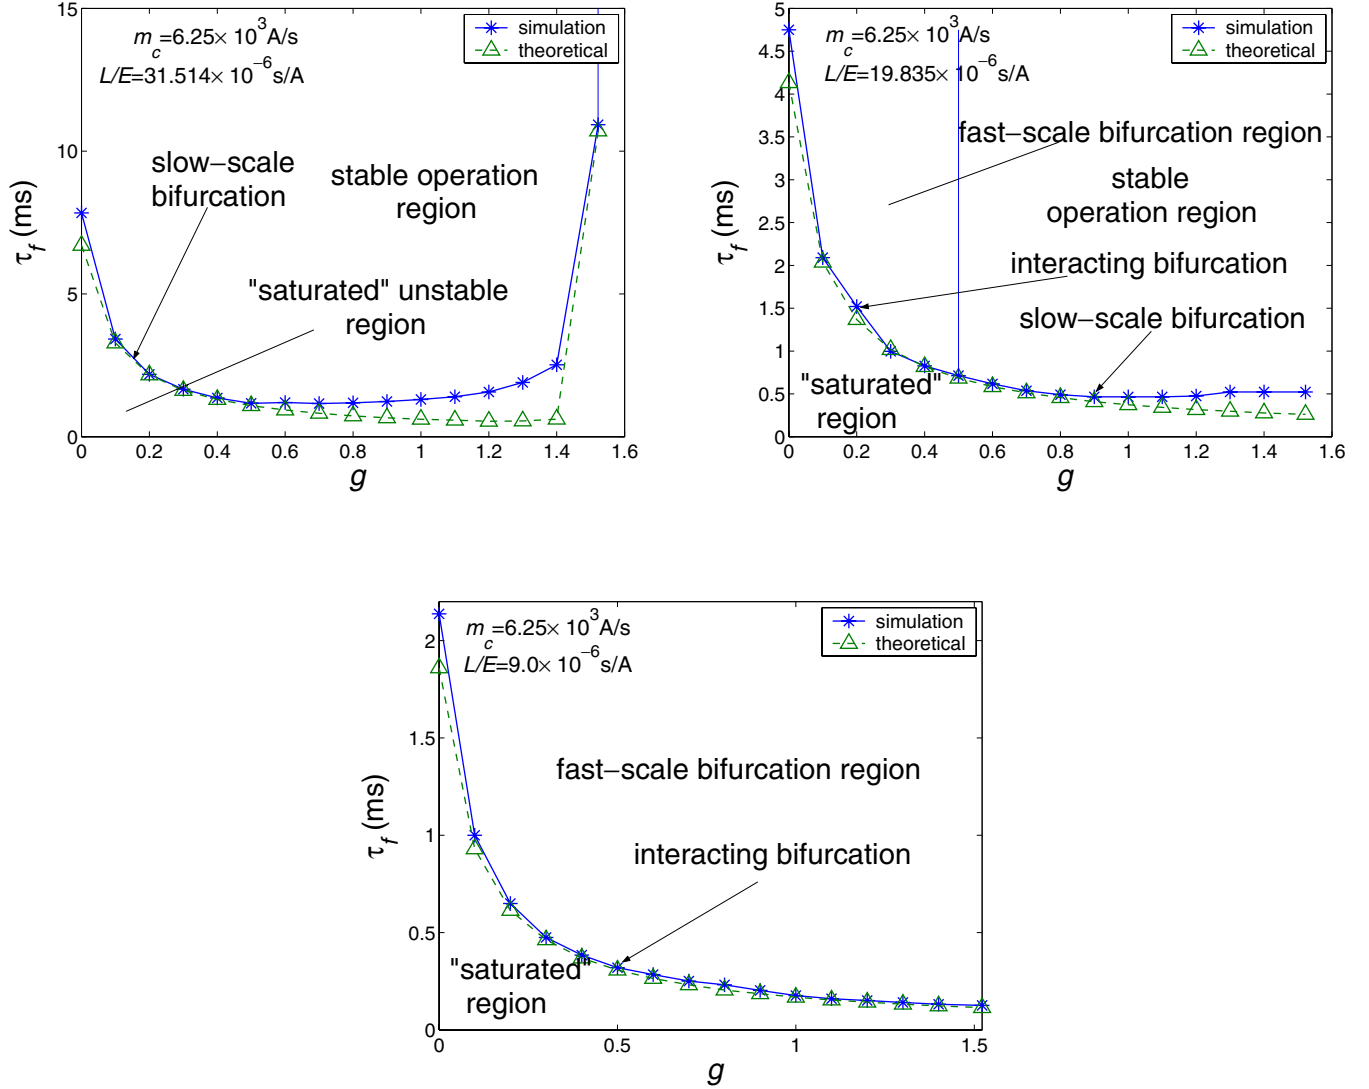 15
10
5
0
τ_f (ms)
m_c=6.25× 10^3 A/s
L/E=31.514× 10^−6 s/A
simulation
theoretical
slow−scale
bifurcation
stable operation
region
"saturated" unstable
region
0 0.2 0.4 0.6 0.8 1 1.2 1.4 1.6
g
5
4.5
4
3.5
3
2.5
2
1.5
1
0.5
0
τ_f (ms)
m_c=6.25× 10^3 A/s
L/E=19.835× 10^−6 s/A
simulation
theoretical
fast−scale bifurcation region
stable
operation region
interacting bifurcation
slow−scale bifurcation
"saturated"
region
0 0.2 0.4 0.6 0.8 1 1.2 1.4 1.6
g
2
1.5
1
0.5
0
τ_f (ms)
m_c=6.25× 10^3 A/s
L/E=9.0× 10^−6 s/A
simulation
theoretical
fast−scale bifurcation region
interacting bifurcation
"saturated"
region
0 0.5 1 1.5
g